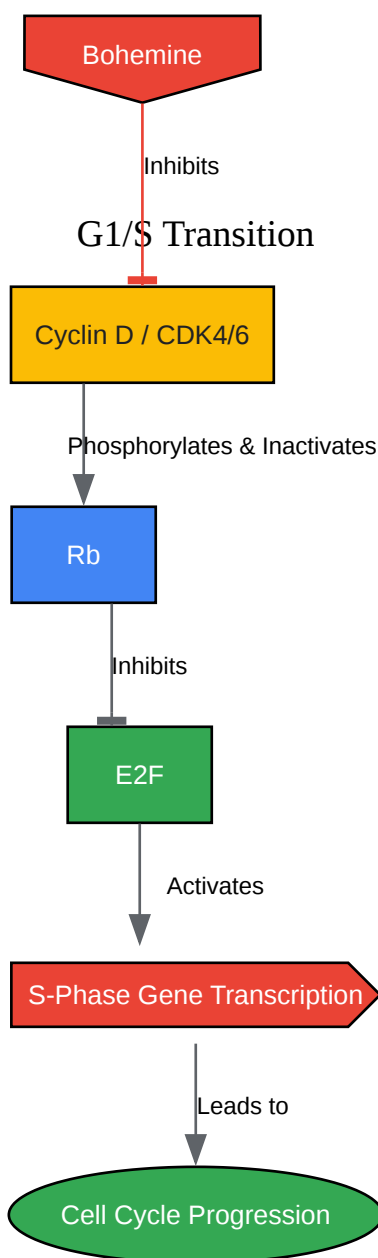 Bohemine
Inhibits
G1/S Transition
Cyclin D / CDK4/6
Phosphorylates & Inactivates
Rb
Inhibits
E2F
Activates
S-Phase Gene Transcription
Leads to
Cell Cycle Progression